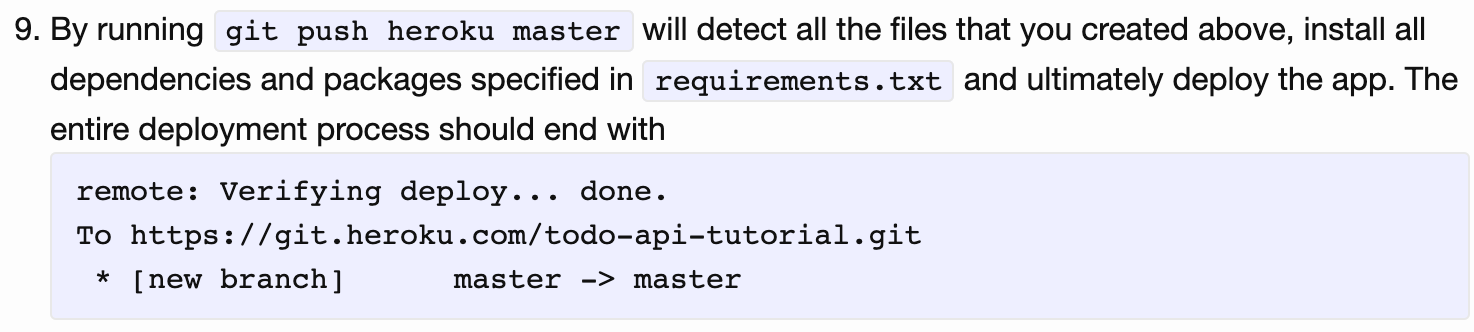 9. By running git push heroku master will detect all the files that you created above, install all
dependencies and packages specified in requirements.txt and ultimately deploy the app. The
entire deployment process should end with
remote: Verifying deploy... done.
To https://git.heroku.com/todo-api-tutorial.git
 * [new branch]      master -> master